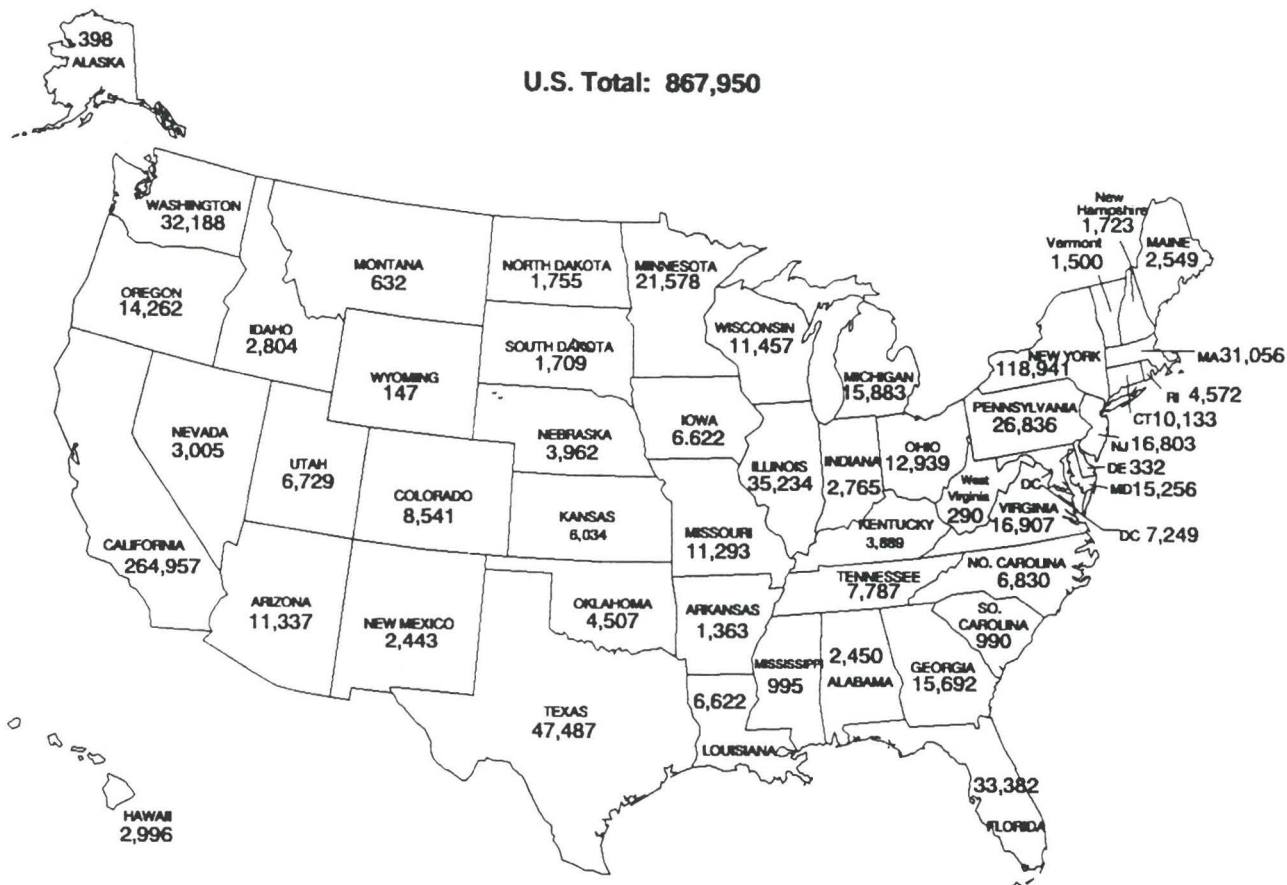 398
ALASKA
U.S. Total: 867,950
WASHINGTON
32,188
OREGON
14,262
IDAHO
2,804
MONTANA
632
WYOMING
147
NORTH DAKOTA
1,755
SOUTH DAKOTA
1,709
MINNESOTA
21,578
WISCONSIN
11,457
MICHIGAN
15,883
New
Hampshire
1,723
Vermont
1,500
MAINE
2,549
NEW YORK
118,941
MA 31,056
RI 4,572
CT 10,133
PENNSYLVANIA
26,836
NJ 16,803
DE 332
MD 15,256
DC
DC 7,249
NEVADA
3,005
UTAH
6,729
COLORADO
8,541
NEBRASKA
3,962
KANSAS
6,034
IOWA
6.622
MISSOURI
11,293
ILLINOIS
35,234
INDIANA
2,765
OHIO
12,939
West
Virginia
290
VIRGINIA
16,907
KENTUCKY
3,889
CALIFORNIA
264,957
ARIZONA
11,337
NEW MEXICO
2,443
OKLAHOMA
4,507
ARKANSAS
1,363
TENNESSEE
7,787
NO. CAROLINA
6,830
SO.
CAROLINA
990
TEXAS
47,487
6,622
LOUISIANA
MISSISSIPPI
995
2,450
ALABAMA
GEORGIA
15,692
33,382
FLORIDA
HAWAII
2,996